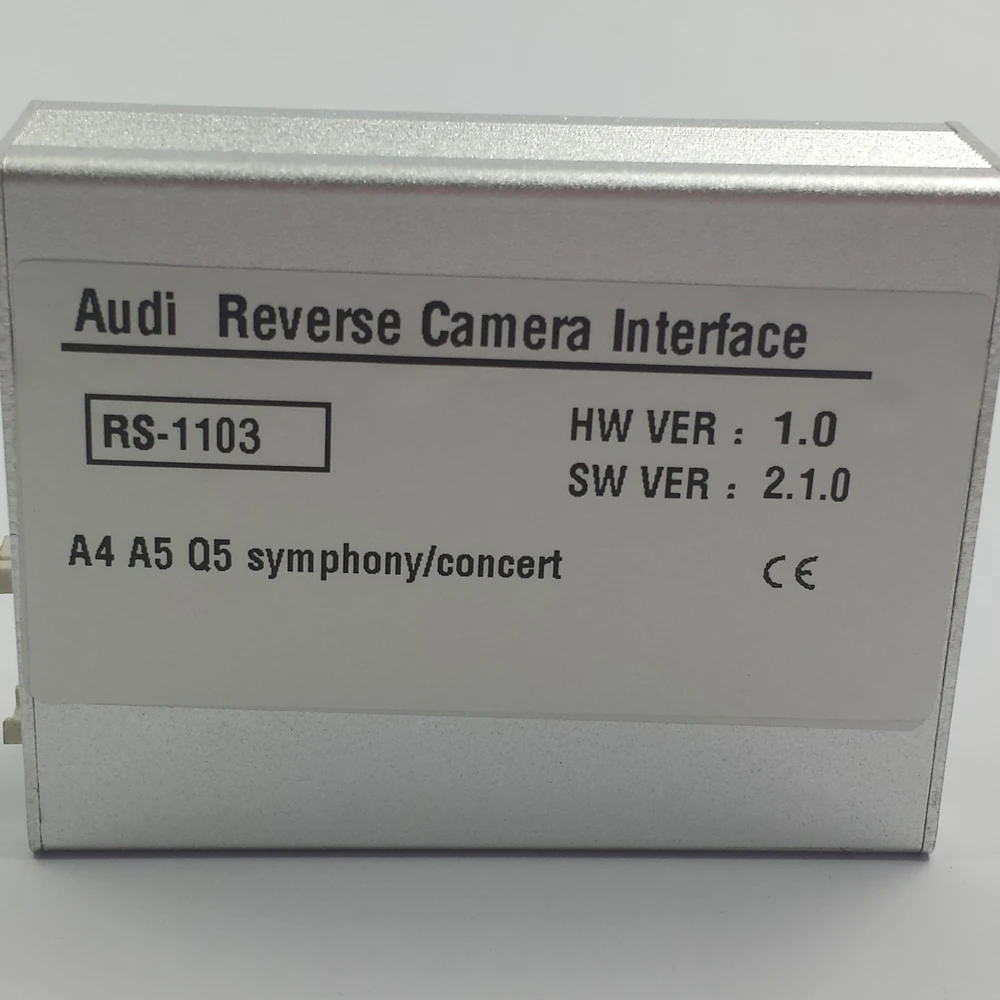 Audi Reverse Camera Interface
RS-1103
HW VER : 1.0
SW VER : 2.1.0
A4 A5 Q5 symphony/concert
CE